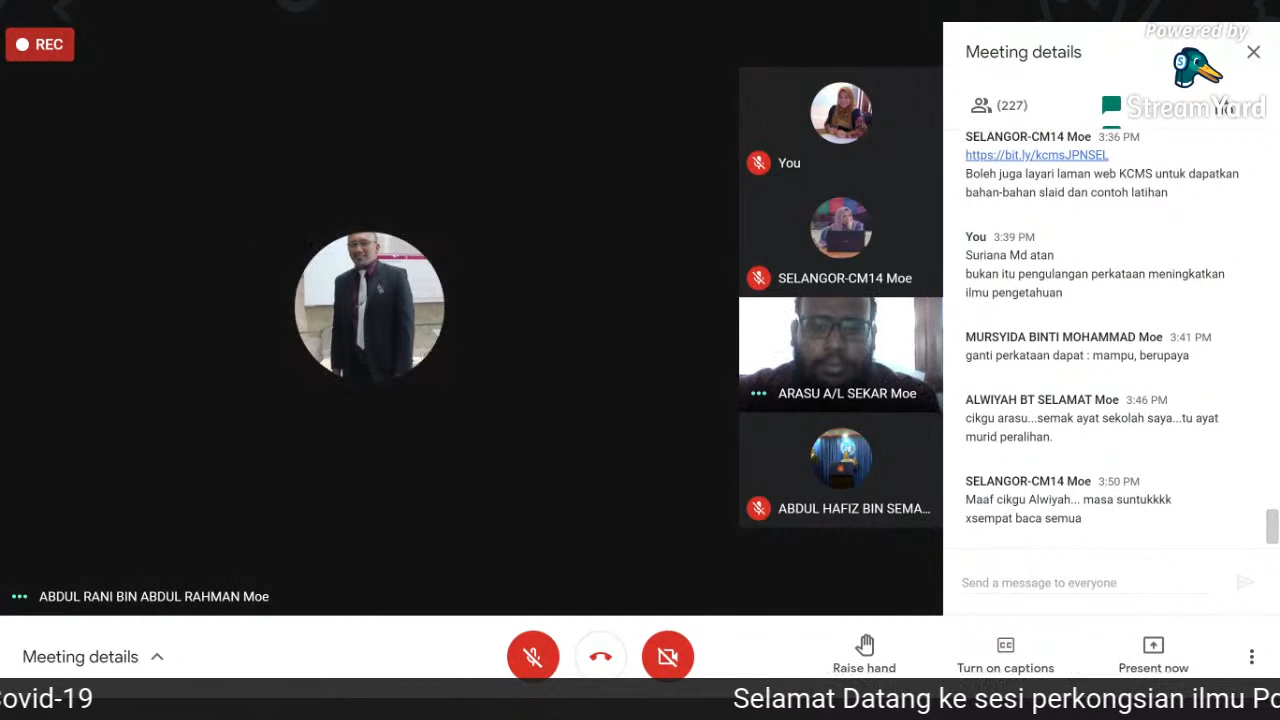 REC
Powered by
StreamYard
Meeting details
(227)
SELANGOR-CM14 Moe 3:36 PM
https://bit.ly/kcmsJPNSEL
Boleh juga layari laman web KCMS untuk dapatkan
bahan-bahan slaid dan contoh latihan
You 3:39 PM
Suriana Md atan
bukan itu pengulangan perkataan meningkatkan
ilmu pengetahuan
MURSYIDA BINTI MOHAMMAD Moe 3:41 PM
ganti perkataan dapat : mampu, berupaya
ALWIYAH BT SELAMAT Moe 3:46 PM
cikgu arasu...semak ayat sekolah saya...tu ayat
murid peralihan.
SELANGOR-CM14 Moe 3:50 PM
Maaf cikgu Alwiyah... masa suntukkkk
xsempat baca semua
Send a message to everyone
You
SELANGOR-CM14 Moe
ARASU A/L SEKAR Moe
ABDUL HAFIZ BIN SEMA...
ABDUL RANI BIN ABDUL RAHMAN Moe
Meeting details
Raise hand
Turn on captions
Present now
ovid-19
Selamat Datang ke sesi perkongsian ilmu Po